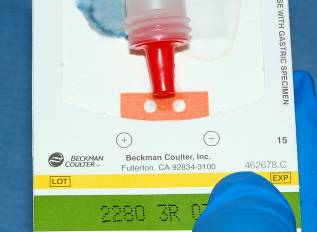 SE WITH GASTRIC SPECIMEN
+ −
15
BECKMAN
COULTER
Beckman Coulter, Inc.
Fullerton, CA 92834-3100
462678.C
LOT
EXP
2280 3R